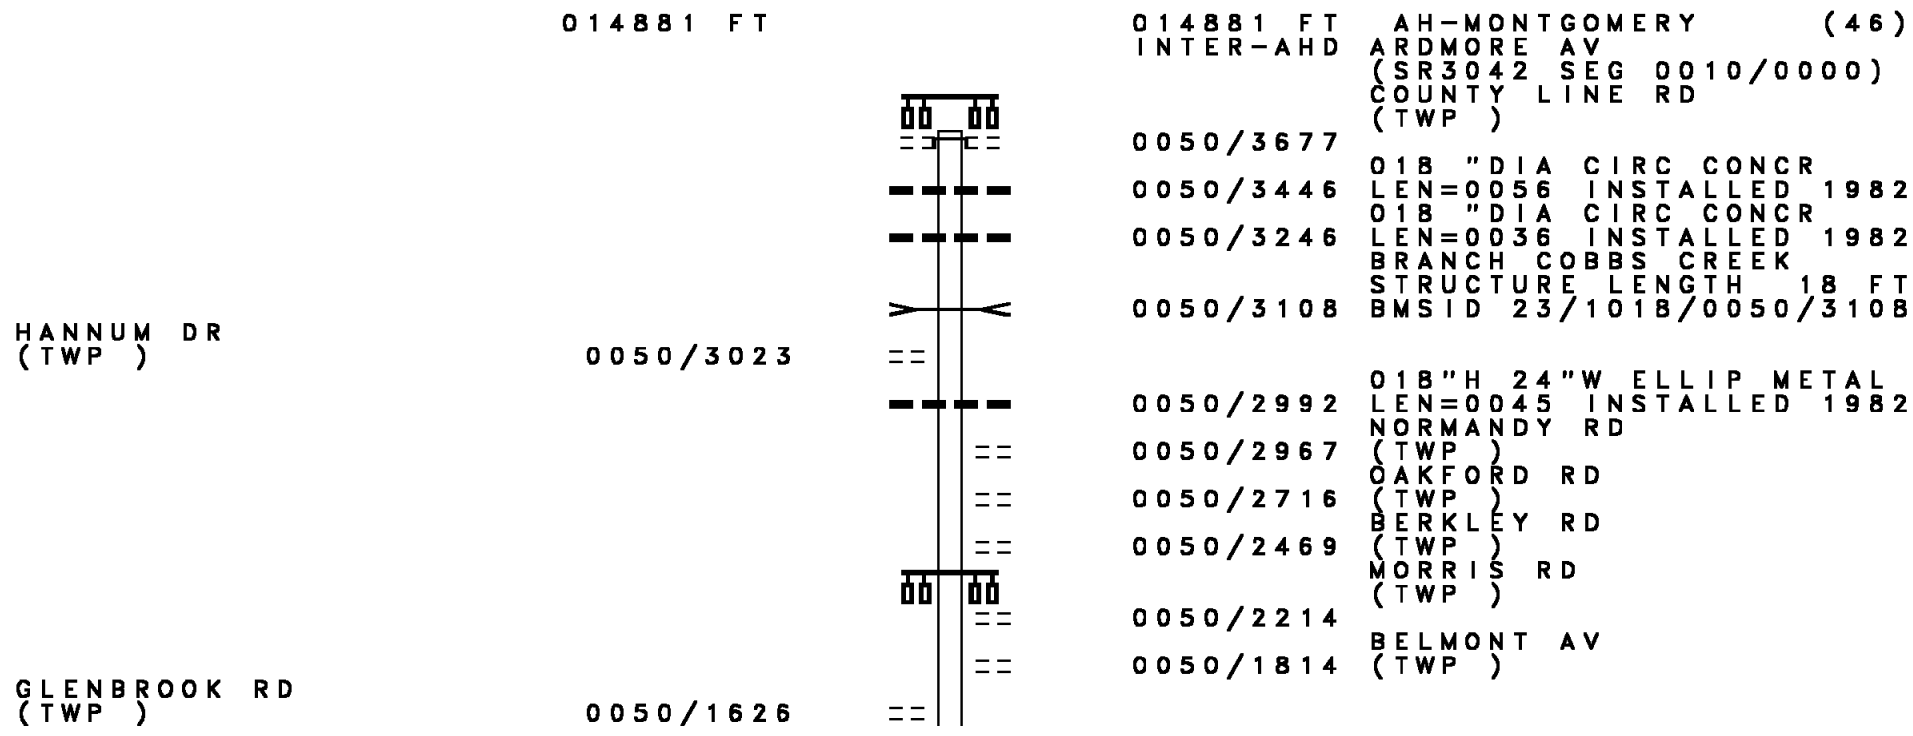 014881 FT 014881 FT AH-MONTGOMERY (46)
INTER-AHD ARDMORE AV
(SR3042 SEG 0010/0000)
COUNTY LINE RD
(TWP )
0050/3677
018 "DIA CIRC CONCR
0050/3446 LEN=0056 INSTALLED 1982
018 "DIA CIRC CONCR
0050/3246 LEN=0036 INSTALLED 1982
BRANCH COBBS CREEK
STRUCTURE LENGTH 18 FT
0050/3108 BMSID 23/1018/0050/3108
HANNUM DR
(TWP ) 0050/3023
018"H 24"W ELLIP METAL
0050/2992 LEN=0045 INSTALLED 1982
NORMANDY RD
0050/2967 (TWP )
OAKFORD RD
0050/2716 (TWP )
BERKLEY RD
0050/2469 (TWP )
MORRIS RD
(TWP )
0050/2214
BELMONT AV
0050/1814 (TWP )
GLENBROOK RD
(TWP ) 0050/1626